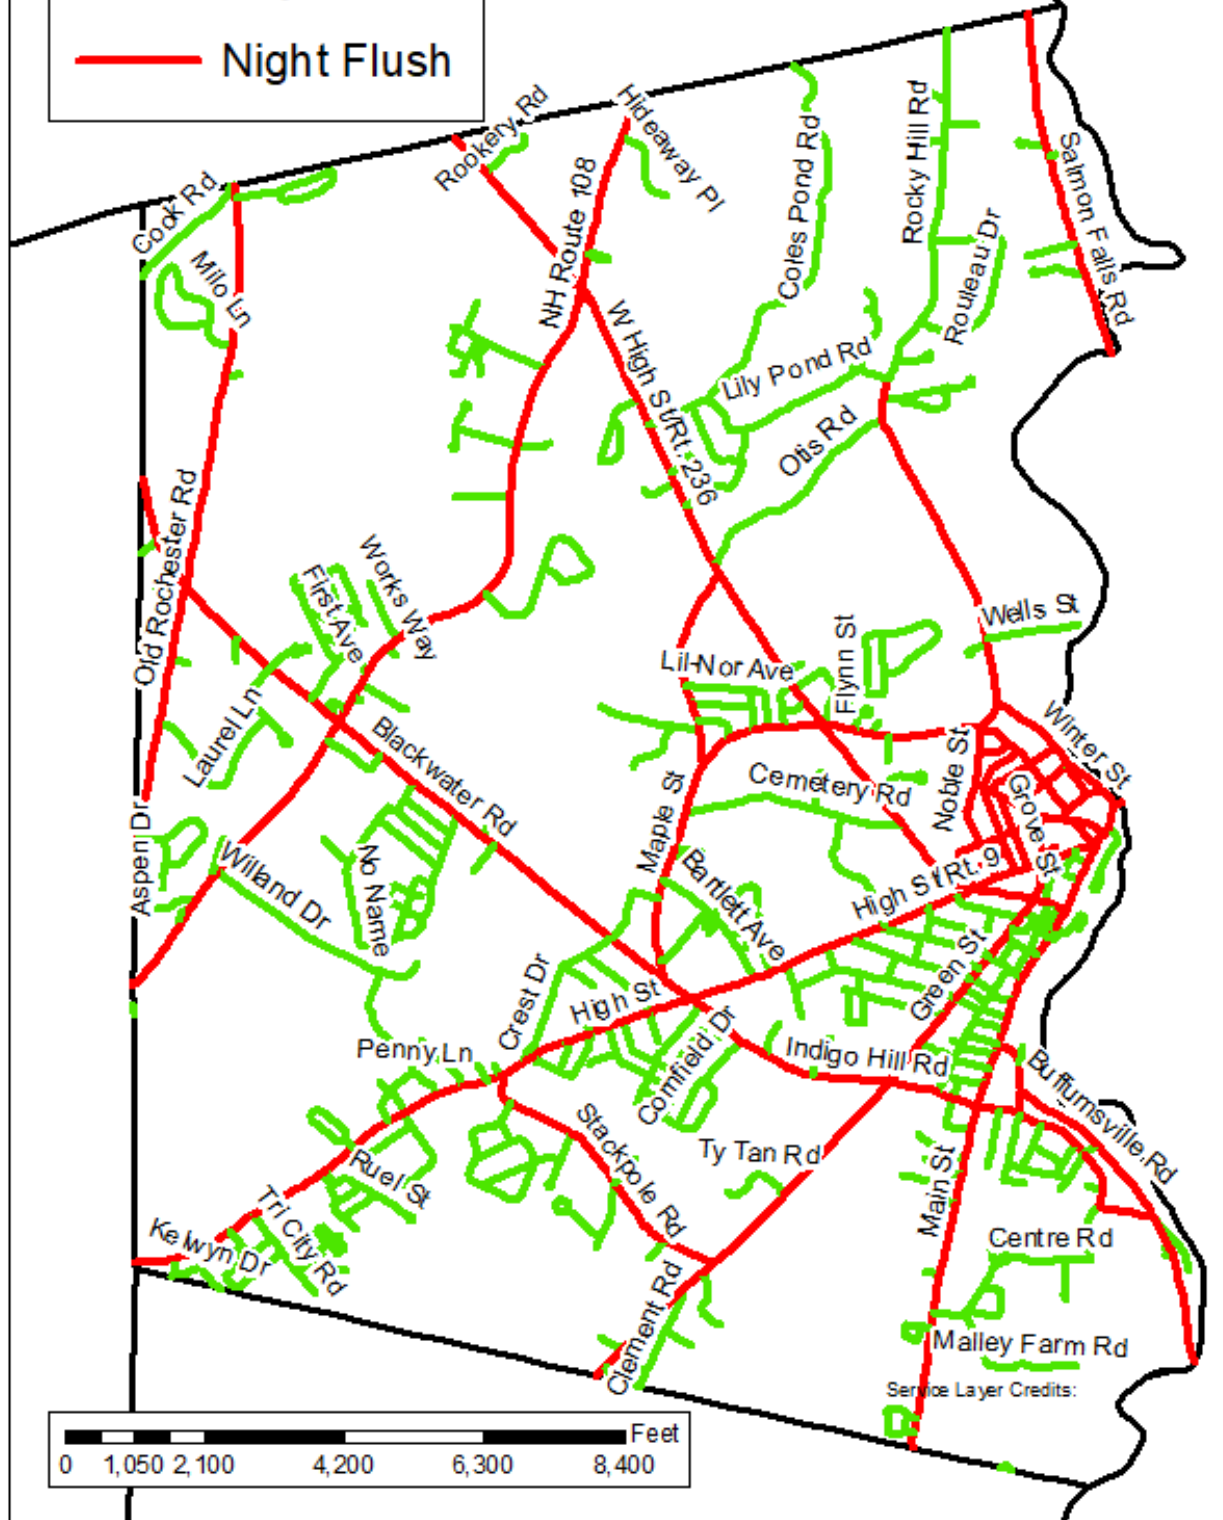 Night Flush
Rookery Rd
Hideaway Pl
Cook Rd
Milo Ln
NH Route 108
Coles Pond Rd
Rocky Hill Rd
Salmon Falls Rd
Rouleau Dr
W High St/Rt. 236
Lily Pond Rd
Otis Rd
Old Rochester Rd
First Ave
Works Way
Wells St
Lil-Nor Ave
Flynn St
Laurel Ln
Blackwater Rd
Winter St
Cemetery Rd
Noble St
Grove St
Maple St
Aspen Dr
Willand Dr
No Name
Bartlett Ave
High St/Rt. 9
Green St
Crest Dr
High St
Penny Ln
Cornfield Dr
Indigo Hill Rd
Buffumsville Rd
Stackpole Rd
Ty Tan Rd
Ruel St
Main St
Tri City Rd
Kelwyn Dr
Centre Rd
Clement Rd
Malley Farm Rd
Service Layer Credits:
Feet
0 1,050 2,100 4,200 6,300 8,400